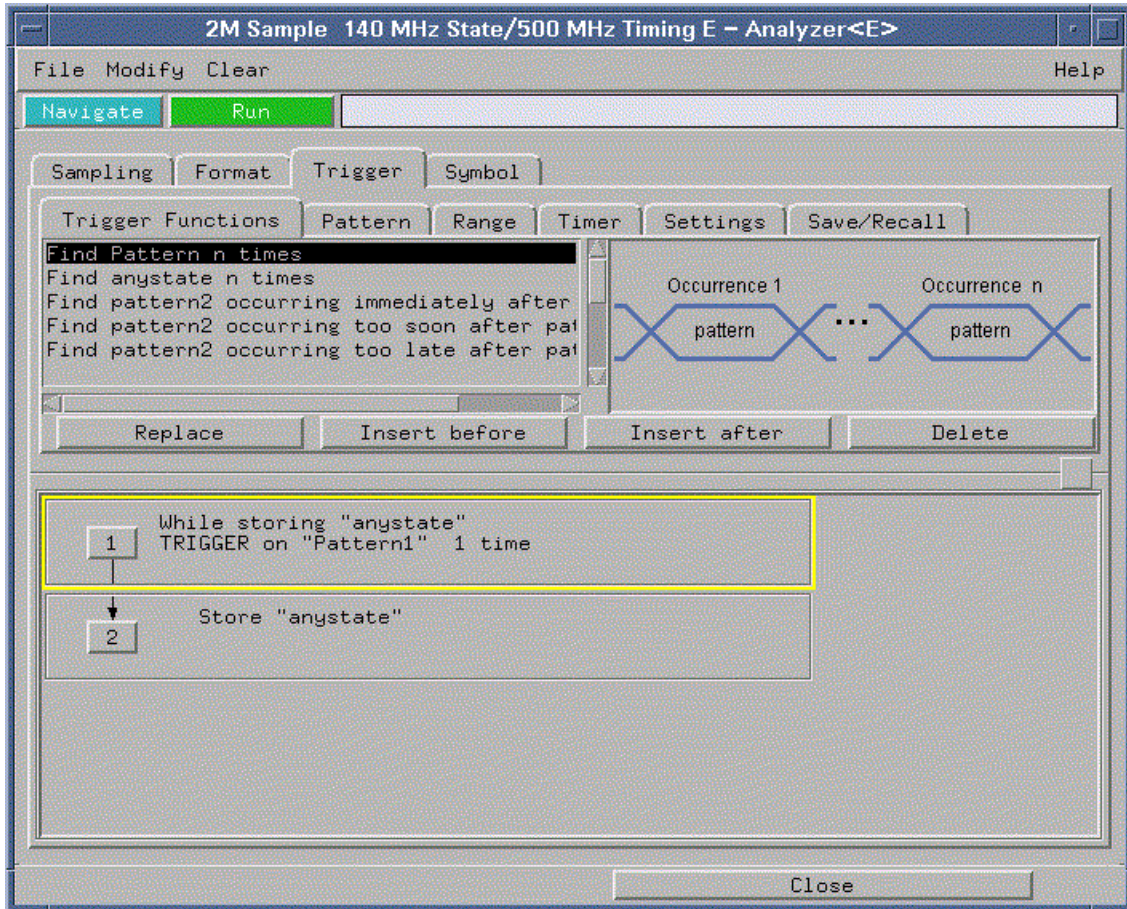 2M Sample 140 MHz State/500 MHz Timing E - Analyzer<E>
File Modify Clear Help
Navigate Run
Sampling Format Trigger Symbol
Trigger Functions Pattern Range Timer Settings Save/Recall
Find Pattern n times
Find anystate n times
Find pattern2 occurring immediately after
Find pattern2 occurring too soon after pat
Find pattern2 occurring too late after pat
Occurrence 1 Occurrence n
pattern ... pattern
Replace Insert before Insert after Delete
While storing "anystate"
1 TRIGGER on "Pattern1" 1 time
Store "anystate"
2
Close